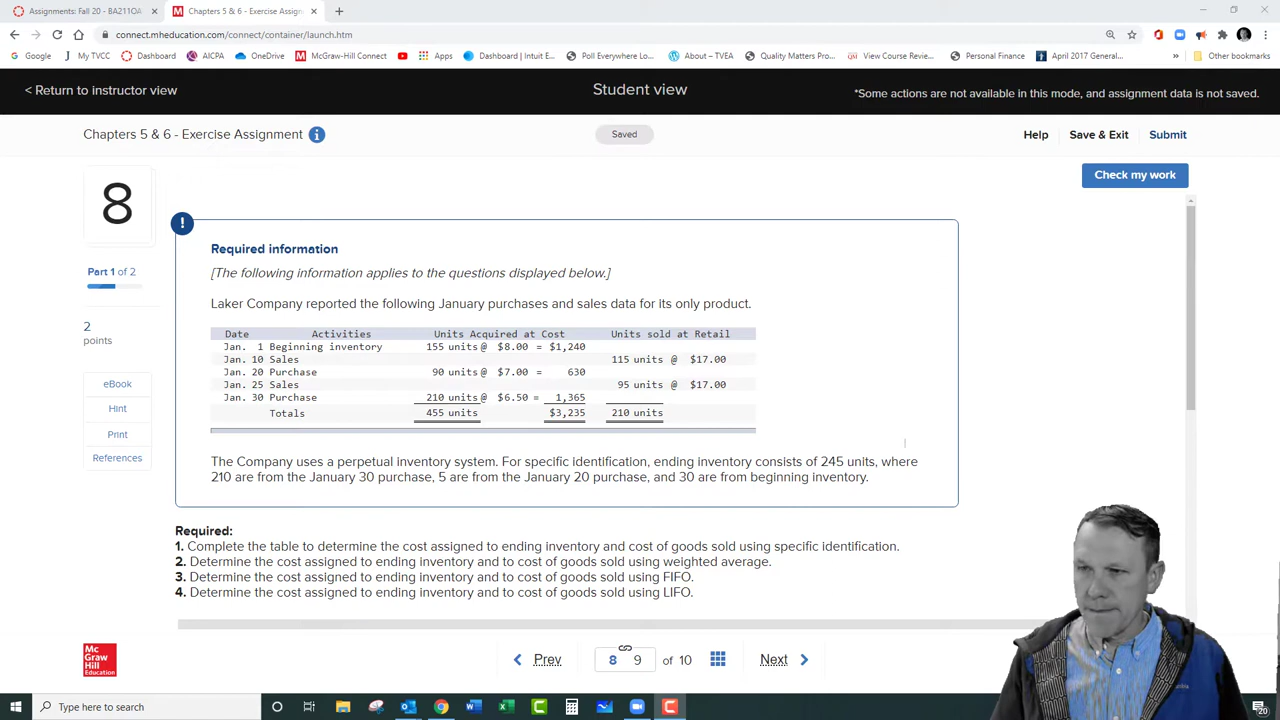 Assignments: Fall 20 - BA211OA
Chapters 5 & 6 - Exercise Assignm
connect.mheducation.com/connect/container/launch.htm
Google
My TVCC
Dashboard
AICPA
OneDrive
McGraw-Hill Connect
Apps
Dashboard | Intuit E...
Poll Everywhere Lo...
About – TVEA
Quality Matters Pro...
View Course Revie...
Personal Finance
April 2017 General...
»
Other bookmarks
< Return to instructor view
Student view
*Some actions are not available in this mode, and assignment data is not saved.
Chapters 5 & 6 - Exercise Assignment
Saved
Help
Save & Exit
Submit
Check my work
8
Part 1 of 2
2
points
eBook
Hint
Print
References
Required information
[The following information applies to the questions displayed below.]
Laker Company reported the following January purchases and sales data for its only product.
Date Activities Units Acquired at Cost Units sold at Retail
Jan. 1 Beginning inventory 155 units@ $8.00 = $1,240
Jan. 10 Sales 115 units @ $17.00
Jan. 20 Purchase 90 units@ $7.00 = 630
Jan. 25 Sales 95 units @ $17.00
Jan. 30 Purchase 210 units@ $6.50 = 1,365
Totals 455 units $3,235 210 units
The Company uses a perpetual inventory system. For specific identification, ending inventory consists of 245 units, where
210 are from the January 30 purchase, 5 are from the January 20 purchase, and 30 are from beginning inventory.
Required:
1. Complete the table to determine the cost assigned to ending inventory and cost of goods sold using specific identification.
2. Determine the cost assigned to ending inventory and to cost of goods sold using weighted average.
3. Determine the cost assigned to ending inventory and to cost of goods sold using FIFO.
4. Determine the cost assigned to ending inventory and to cost of goods sold using LIFO.
Mc
Graw
Hill
Education
Prev
8 9 of 10
Next
Type here to search